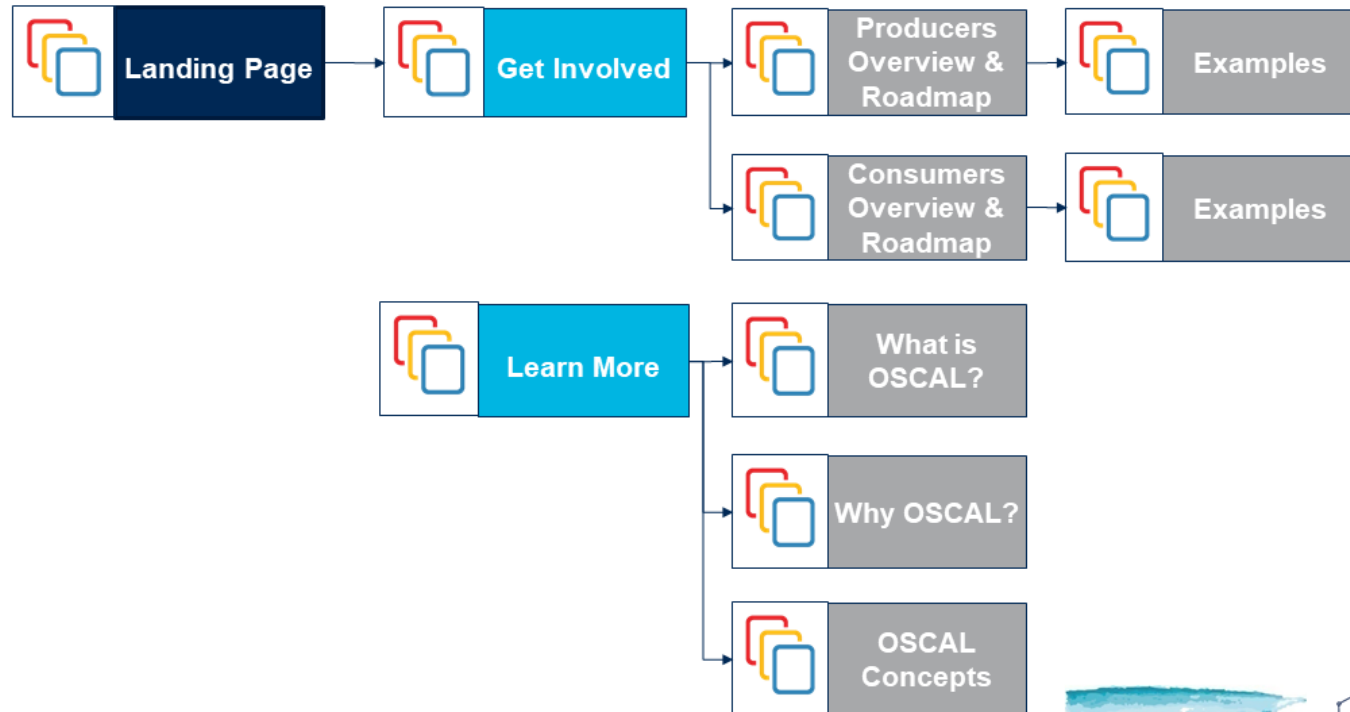 Landing Page
Get Involved
Producers
Overview &
Roadmap
Examples
Consumers
Overview &
Roadmap
Examples
Learn More
What is
OSCAL?
Why OSCAL?
OSCAL
Concepts